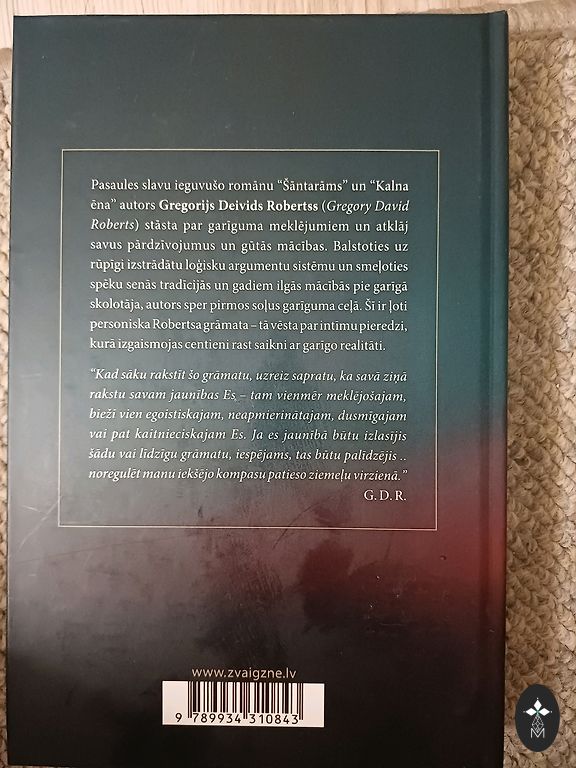 Pasaules slavu ieguvušo romānu “Šāntarāms” un “Kalna
ēna” autors Gregorijs Deivids Robertss (Gregory David
Roberts) stāsta par garīguma meklējumiem un atklāj
savus pārdzīvojumus un gūtās mācības. Balstoties uz
rūpīgi izstrādātu loģisku argumentu sistēmu un smeļoties
spēku senās tradīcijās un gadiem ilgās mācībās pie garīgā
skolotāja, autors sper pirmos soļus garīguma ceļā. Šī ir ļoti
personiska Robertsa grāmata – tā vēsta par intīmu pieredzi,
kurā izgaismojas centieni rast saikni ar garīgo realitāti.
“Kad sāku rakstīt šo grāmatu, uzreiz sapratu, ka savā ziņā
rakstu savam jaunības Es – tam vienmēr meklējošajam,
bieži vien egoistiskajam, neapmierinātajam, dusmīgajam
vai pat kaitnieciskajam Es. Ja es jaunībā būtu izlasījis
šādu vai līdzīgu grāmatu, iespējams, tas būtu palīdzējis ..
noregulēt manu iekšējo kompasu patieso ziemeļu virzienā.”
G. D. R.
www.zvaigzne.lv
9 789934 310843
M